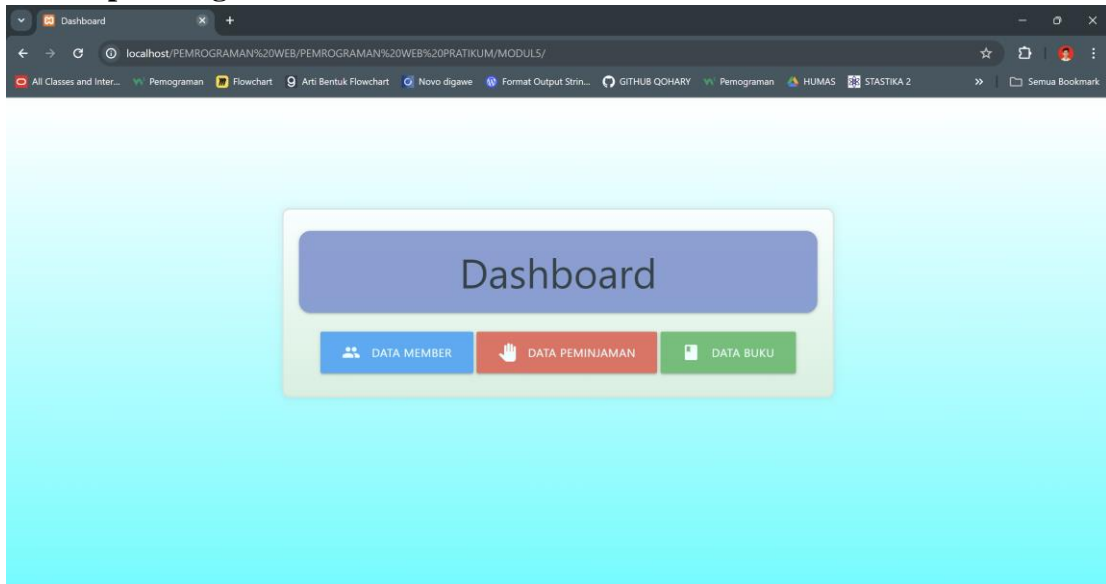 Dashboard
localhost/PEMROGRAMAN%20WEB/PEMROGRAMAN%20WEB%20PRATIKUM/MODUL5/
All Classes and Inter... Pemograman Flowchart Arti Bentuk Flowchart Novo digawe Format Output Strin... GITHUB QOHARY Pemograman HUMAS STASTIKA 2 » Semua Bookmark
Dashboard
DATA MEMBER DATA PEMINJAMAN DATA BUKU